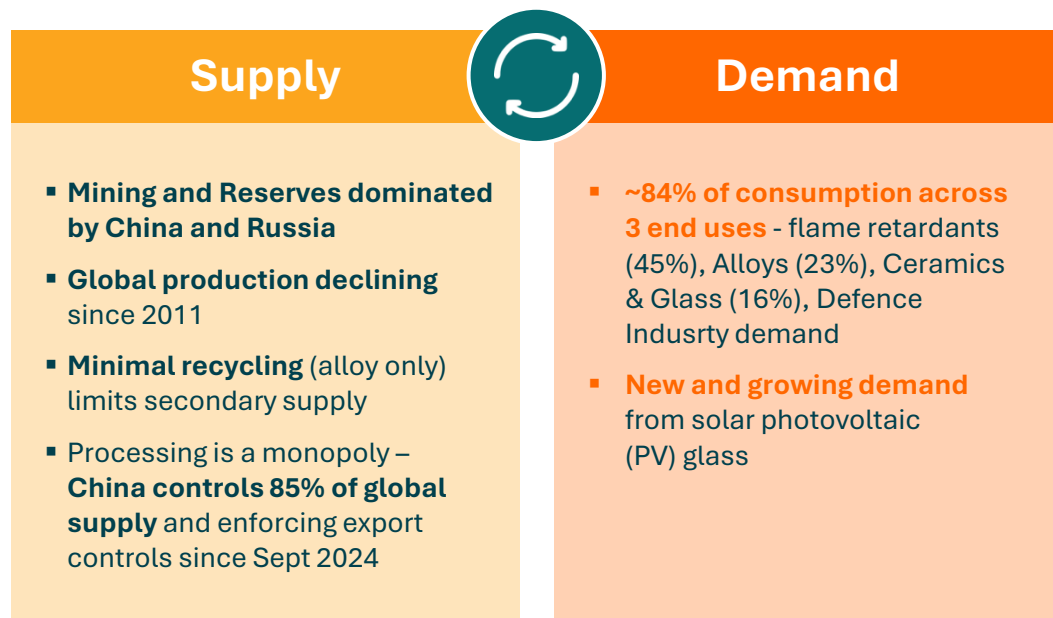 Supply
▪ Mining and Reserves dominated
by China and Russia
▪ Global production declining
since 2011
▪ Minimal recycling (alloy only)
limits secondary supply
▪ Processing is a monopoly –
China controls 85% of global
supply and enforcing export
controls since Sept 2024
Demand
▪ ~84% of consumption across
3 end uses - flame retardants
(45%), Alloys (23%), Ceramics
& Glass (16%), Defence
Indusrty demand
▪ New and growing demand
from solar photovoltaic
(PV) glass